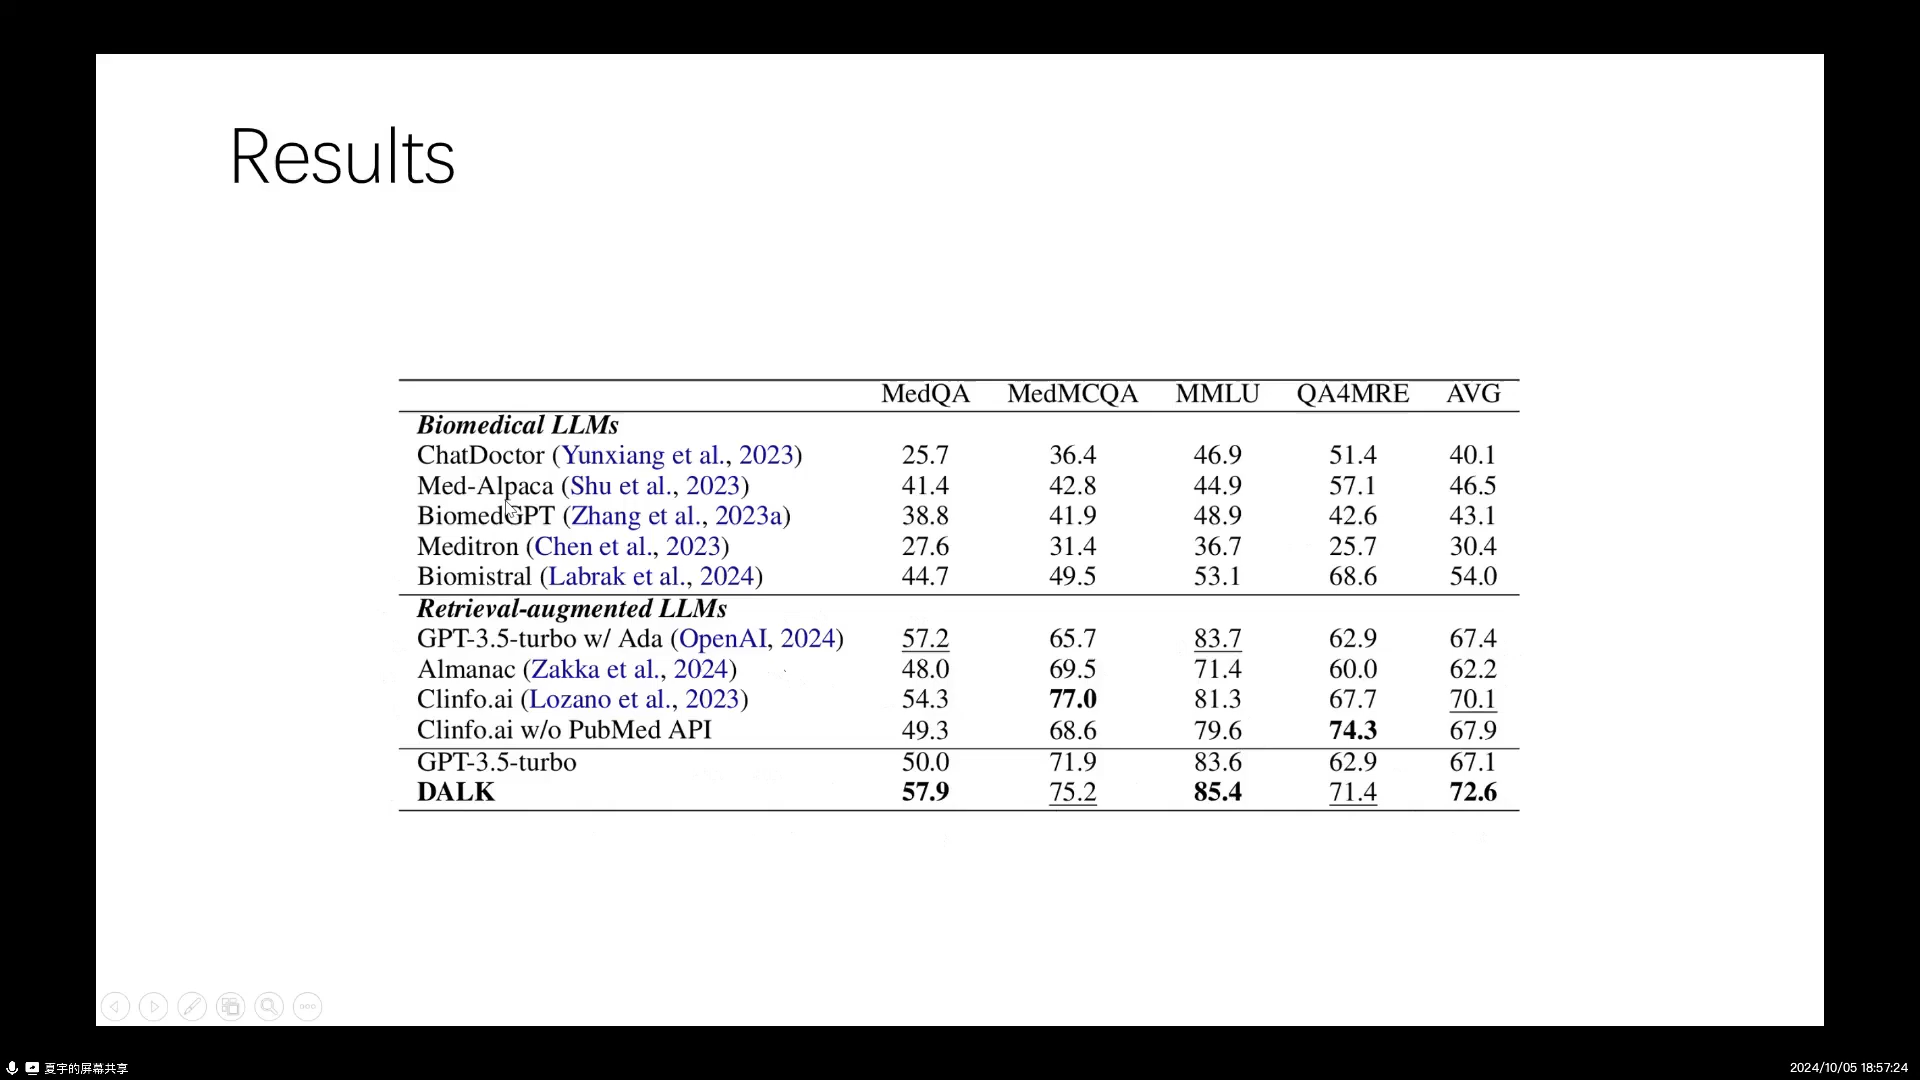 Results
MedQA MedMCQA MMLU QA4MRE AVG
Biomedical LLMs
ChatDoctor (Yunxiang et al., 2023) 25.7 36.4 46.9 51.4 40.1
Med-Alpaca (Shu et al., 2023) 41.4 42.8 44.9 57.1 46.5
BiomedGPT (Zhang et al., 2023a) 38.8 41.9 48.9 42.6 43.1
Meditron (Chen et al., 2023) 27.6 31.4 36.7 25.7 30.4
Biomistral (Labrak et al., 2024) 44.7 49.5 53.1 68.6 54.0
Retrieval-augmented LLMs
GPT-3.5-turbo w/ Ada (OpenAI, 2024) 57.2 65.7 83.7 62.9 67.4
Almanac (Zakka et al., 2024) 48.0 69.5 71.4 60.0 62.2
Clinfo.ai (Lozano et al., 2023) 54.3 77.0 81.3 67.7 70.1
Clinfo.ai w/o PubMed API 49.3 68.6 79.6 74.3 67.9
GPT-3.5-turbo 50.0 71.9 83.6 62.9 67.1
DALK 57.9 75.2 85.4 71.4 72.6
夏宇的屏幕共享
2024/10/05 18:57:24